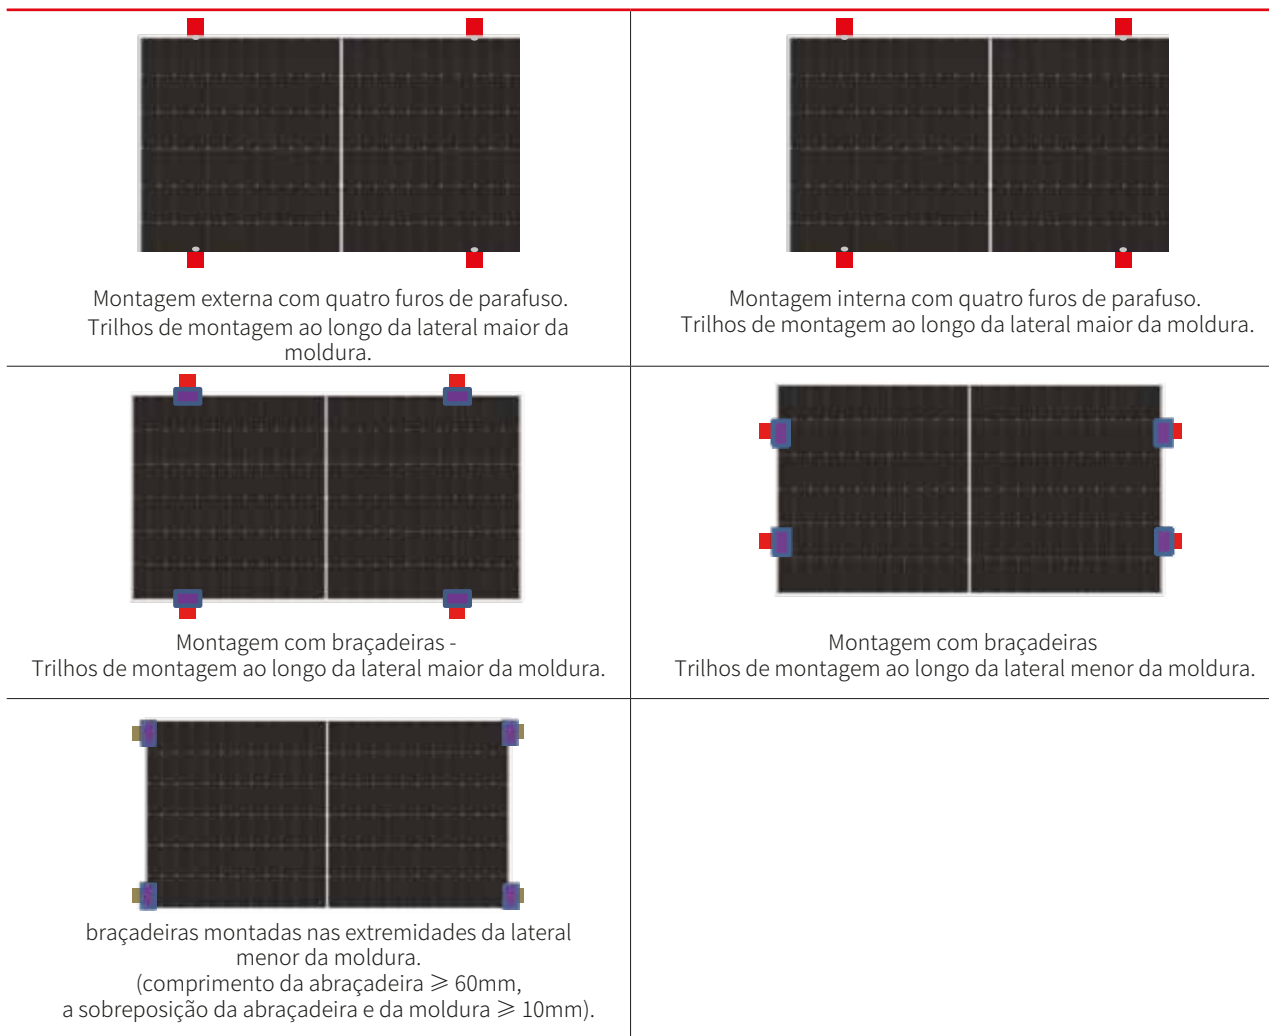 Montagem externa com quatro furos de parafuso.
Trilhos de montagem ao longo da lateral maior da
moldura.
Montagem interna com quatro furos de parafuso.
Trilhos de montagem ao longo da lateral maior da moldura.
Montagem com braçadeiras -
Trilhos de montagem ao longo da lateral maior da moldura.
Montagem com braçadeiras
Trilhos de montagem ao longo da lateral menor da moldura.
braçadeiras montadas nas extremidades da lateral
menor da moldura.
(comprimento da abraçadeira ⩾ 60mm,
a sobreposição da abraçadeira e da moldura ⩾ 10mm).